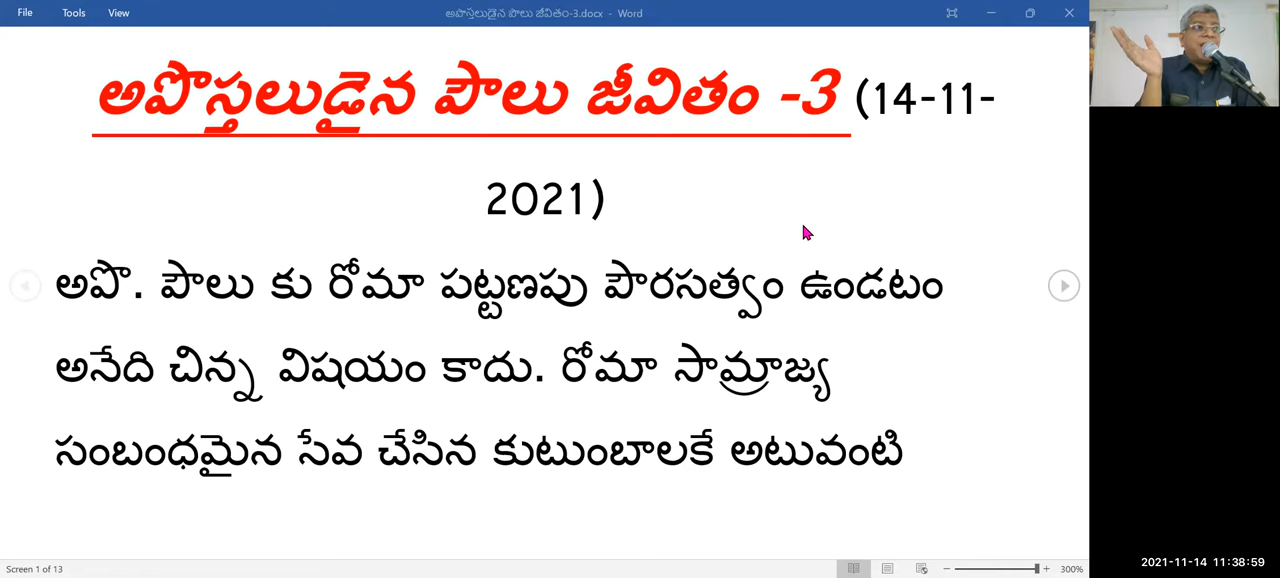 File Tools View అపొస్తలుడైన పౌలు జీవితం-3.docx - Word
అపొస్తలుడైన పౌలు జీవితం -3 (14-11-
2021)
అపొ. పౌలు కు రోమా పట్టణపు పౌరసత్వం ఉండటం
అనేది చిన్న విషయం కాదు. రోమా సామ్రాజ్య
సంబంధమైన సేవ చేసిన కుటుంబాలకే అటువంటి
Screen 1 of 13 300%
2021-11-14 11:38:59